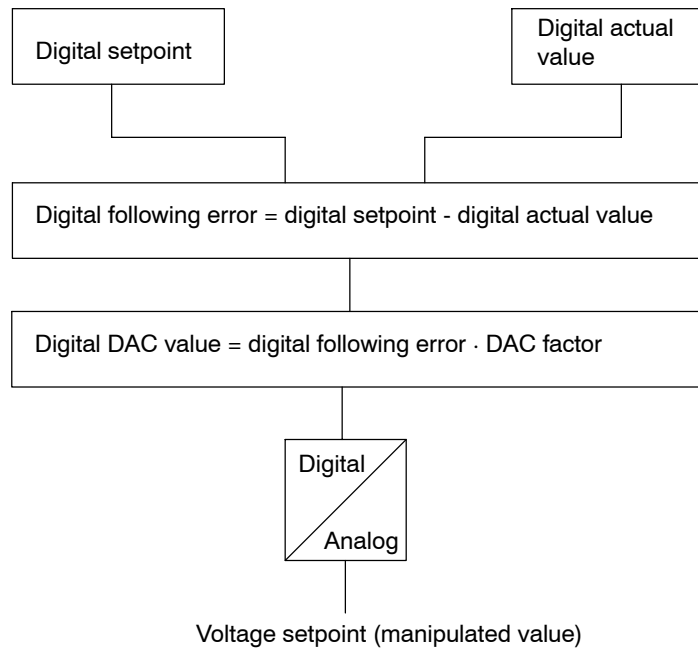 Digital setpoint
Digital actual
value
Digital following error = digital setpoint - digital actual value
Digital DAC value = digital following error · DAC factor
Digital
Analog
Voltage setpoint (manipulated value)